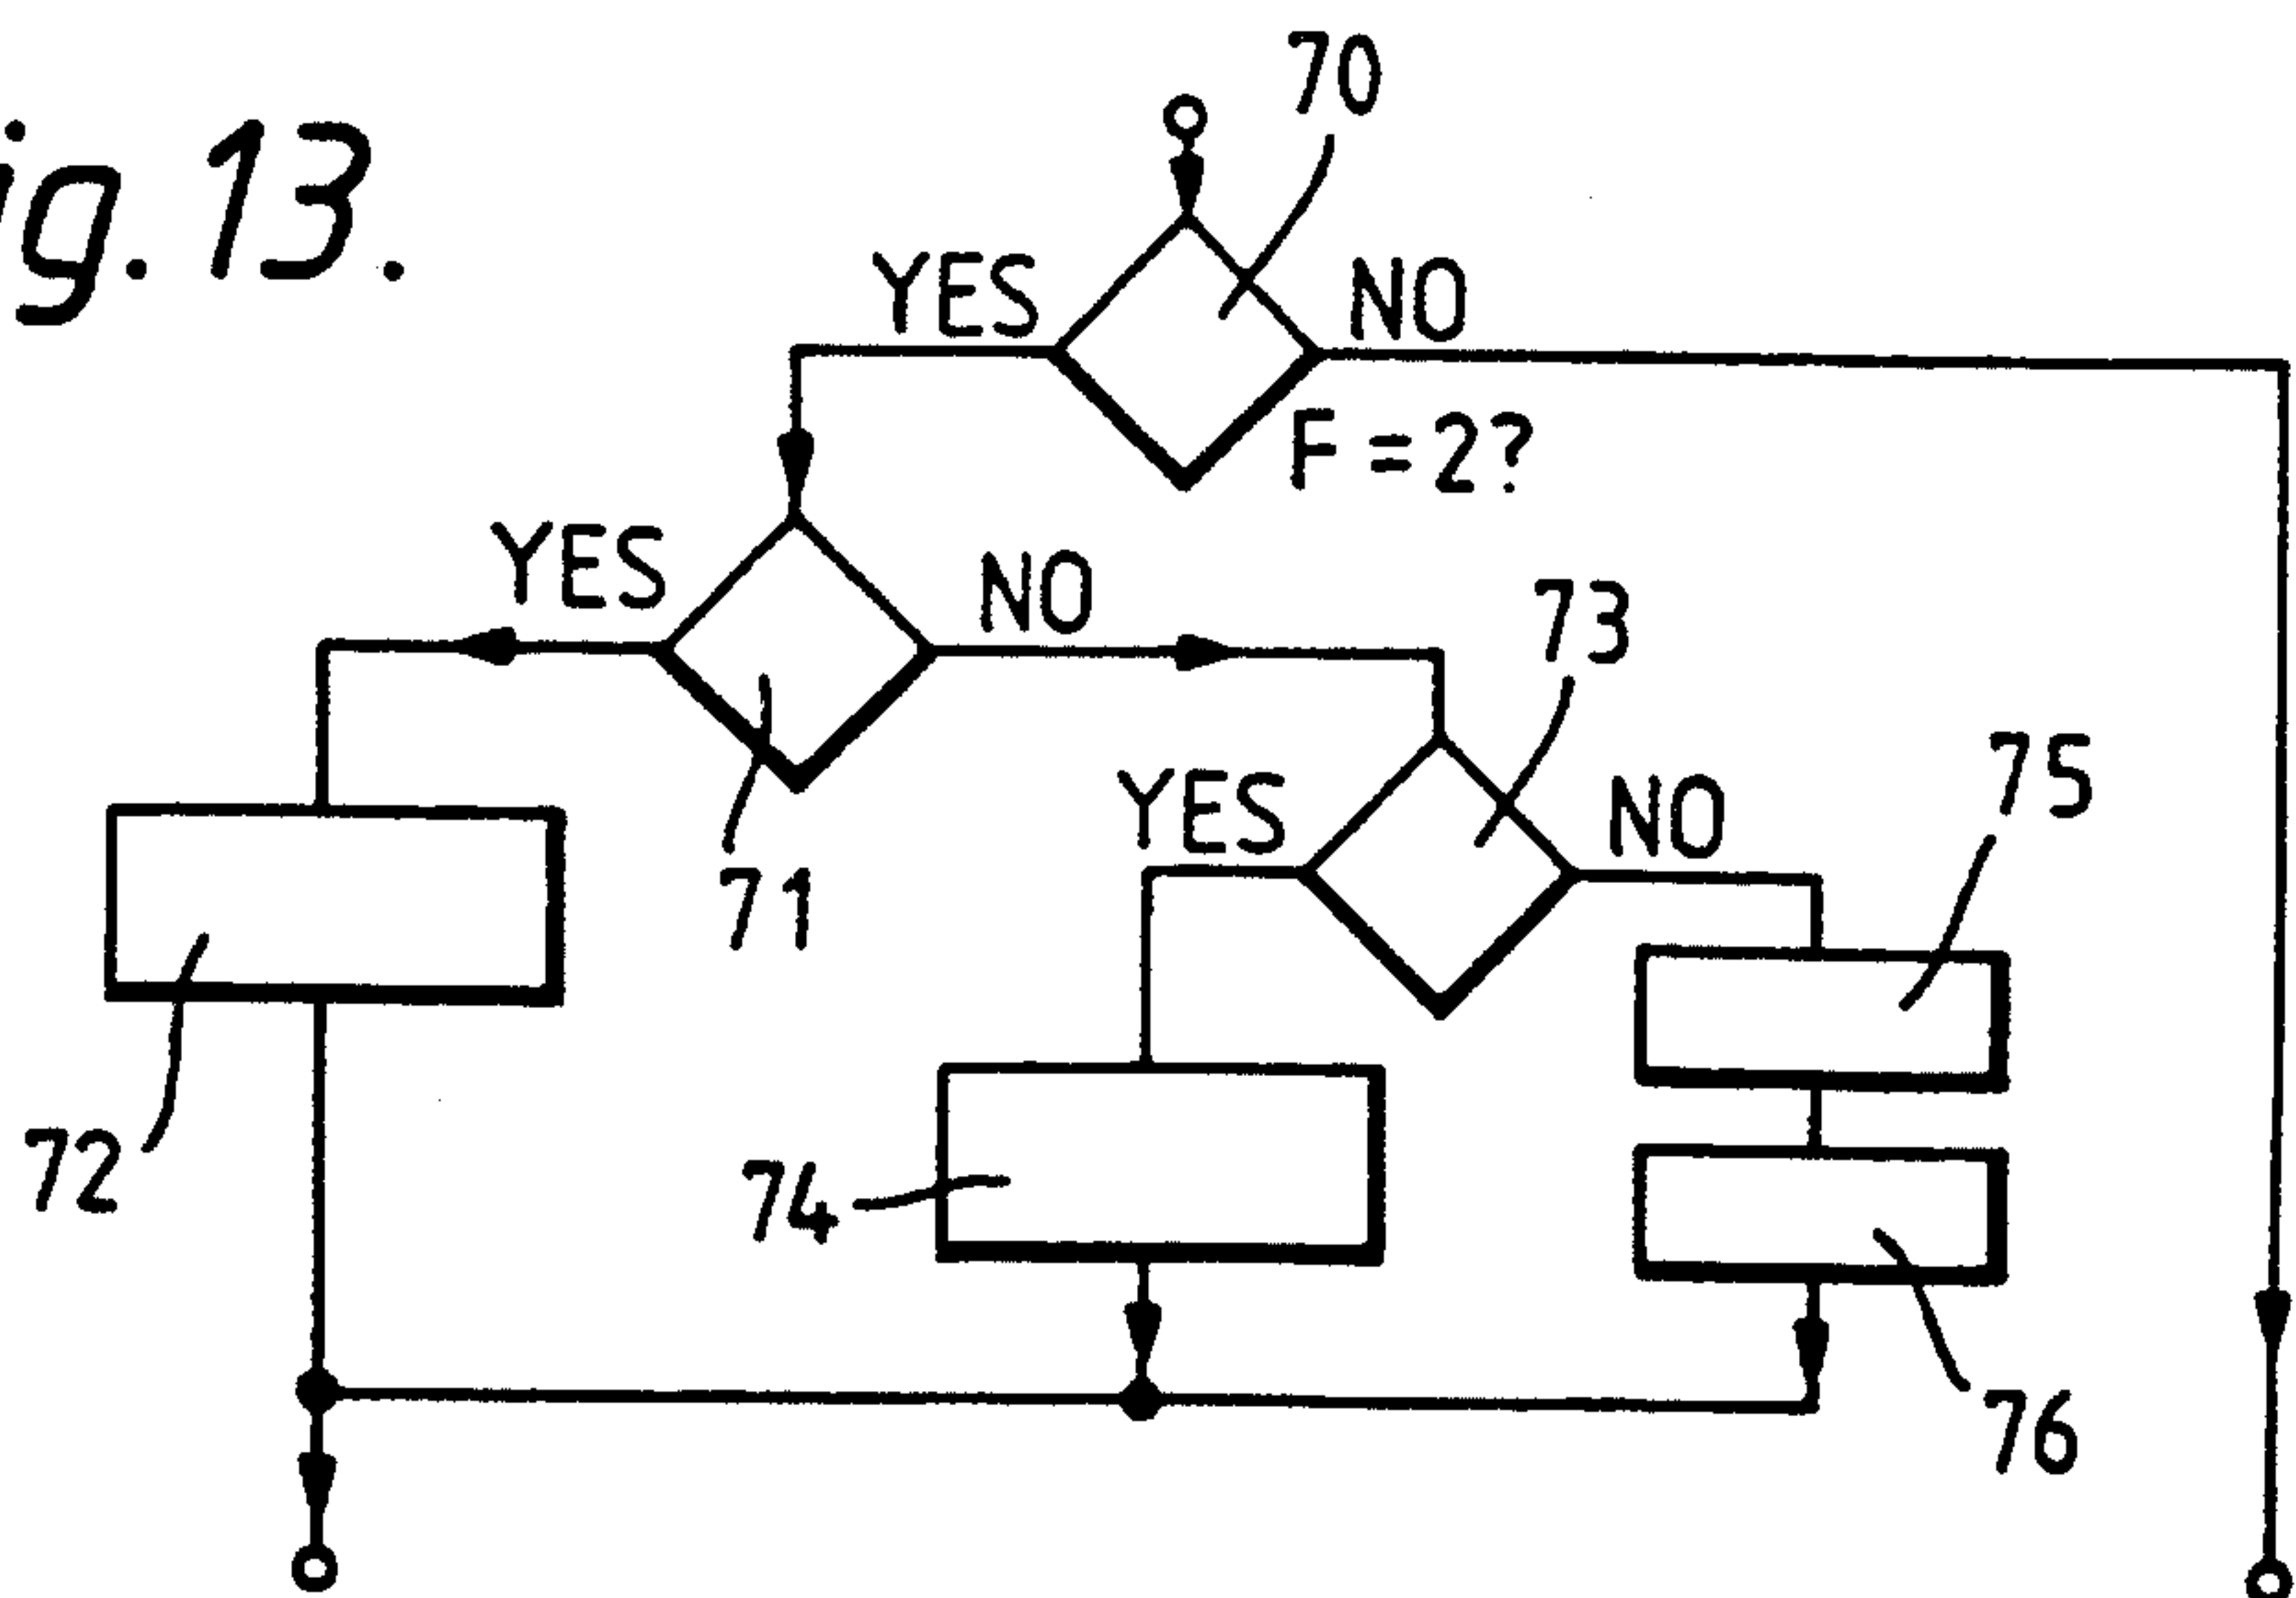 ig. 13.
70
YES
NO
F = 2?
YES
NO
73
75
YES
NO
71
72
74
76